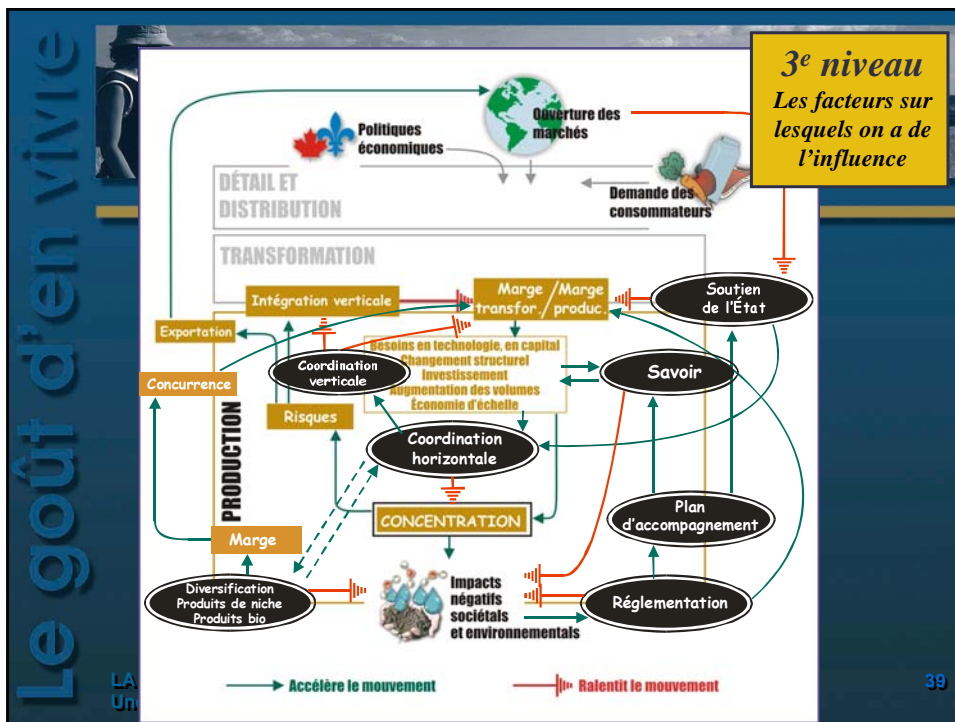 Le goût d'en vivre
3e niveau
Les facteurs sur
lesquels on a de
l'influence
Ouverture des
marchés
Politiques
économiques
DÉTAIL ET
DISTRIBUTION
Demande des
consommateurs
TRANSFORMATION
Soutien
de l'État
Intégration verticale
Marge
transfor./
Marge
produc.
Exportation
Besoins en technologie, en capital
Changement structurel
Investissement
Augmentation des volumes
Économie d'échelle
Coordination
verticale
Savoir
Concurrence
Risques
PRODUCTION
Coordination
horizontale
Plan
d'accompagnement
CONCENTRATION
Marge
Diversification
Produits de niche
Produits bio
Impacts
négatifs
sociétals
et environnementals
Réglementation
Accélère le mouvement
Ralentit le mouvement
LA
39